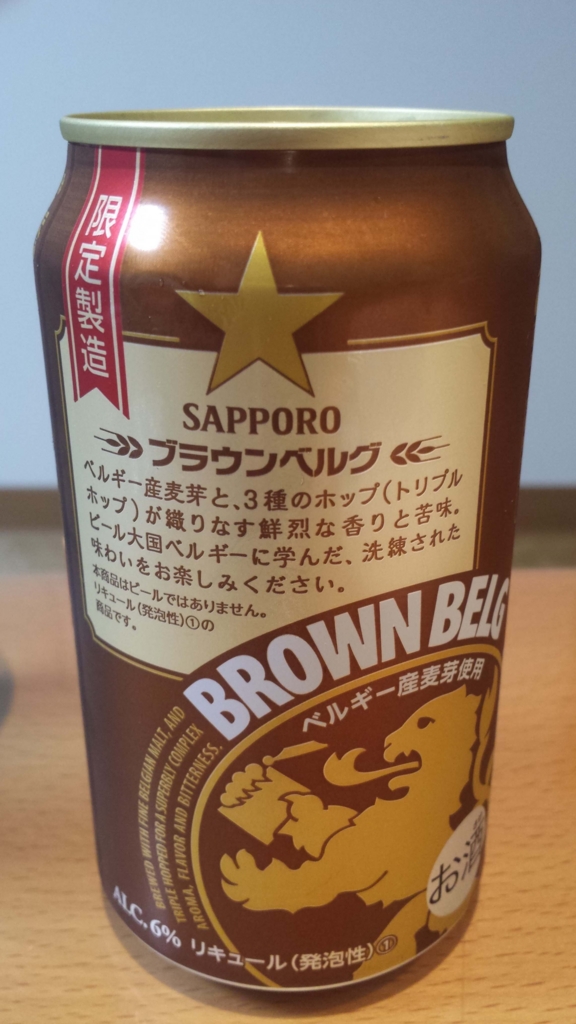 限定製造
SAPPORO
ブラウンベルグ
ベルギー産麦芽と、3種のホップ(トリプル
ホップ)が織りなす鮮烈な香りと苦味。
ビール大国ベルギーに学んだ、洗練された
味わいをお楽しみください。
本商品はビールではありません。
リキュール(発泡性)①の
商品です。
BROWN BELG
ベルギー産麦芽使用
BREWED WITH FINE BELGIAN MALT, AND
TRIPLE HOPPED FOR A SUPERBLY COMPLEX
AROMA, FLAVOR AND BITTERNESS.
お酒
ALC. 6% リキュール(発泡性)①